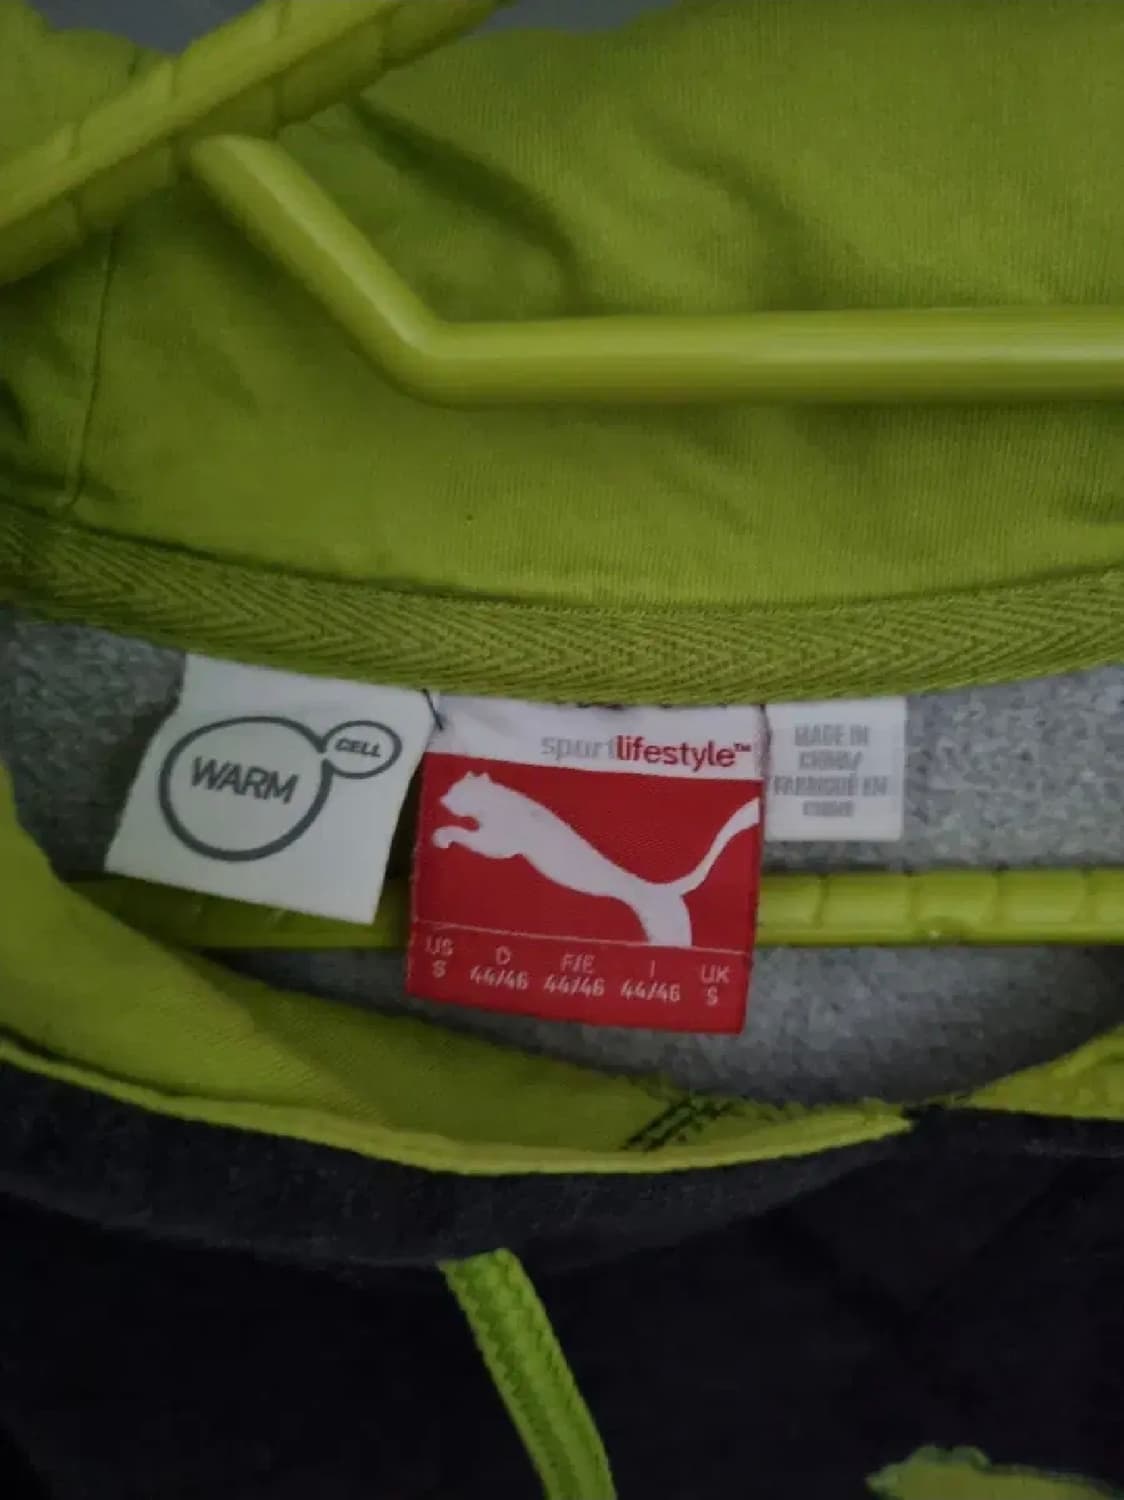 WARM
CELL
sportlifestyle™
US D F/E I UK
S 44/46 44/46 44/46 S
MADE IN
CHINA/
FABRIQUÉ EN
CHINE